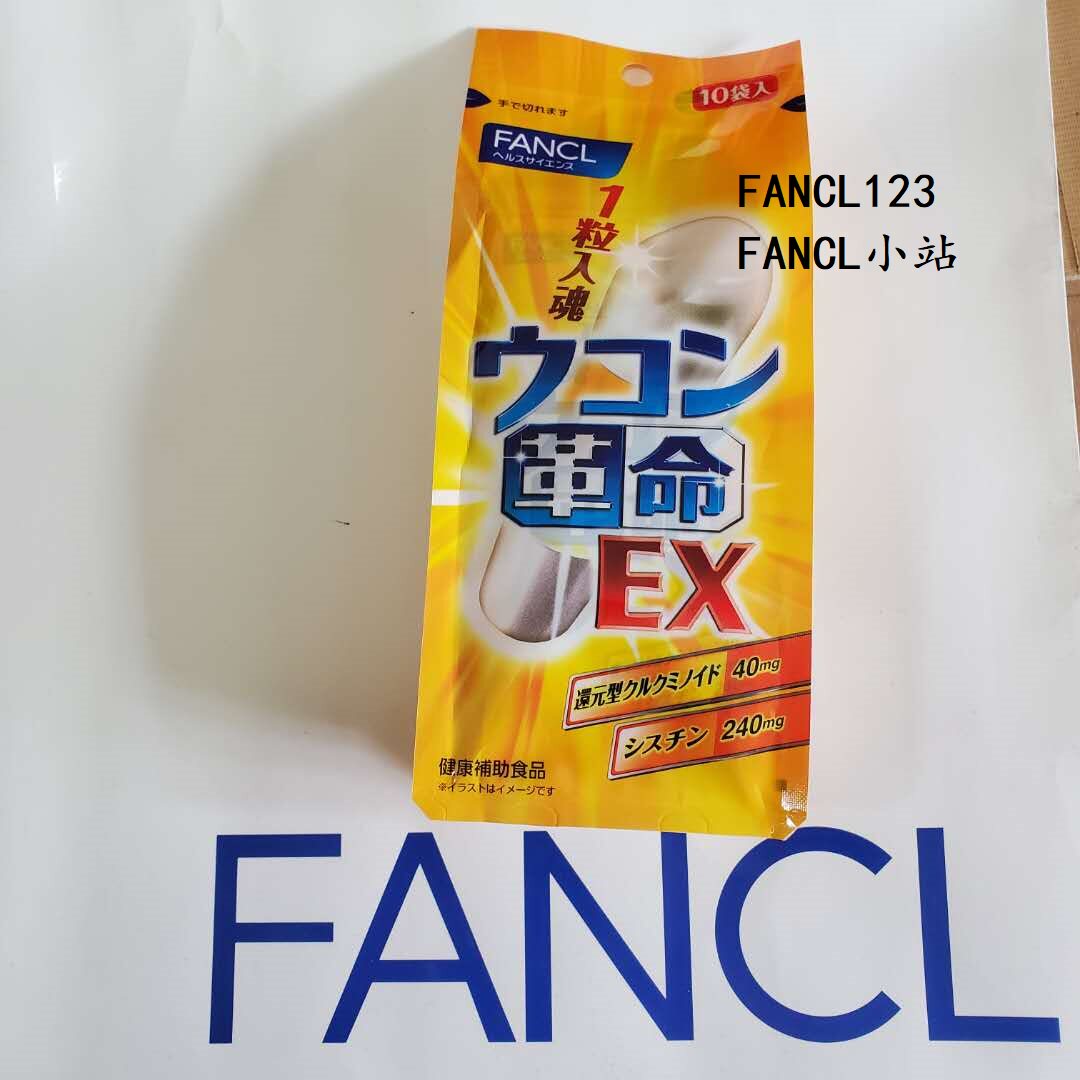 10袋入
手で切れます
FANCL
ヘルスサイエンス
FANCL123
FANCL小站
1粒入魂
ウコン
革命
EX
還元型クルクミノイド 40mg
シスチン 240mg
健康補助食品
※イラストはイメージです
FANCL